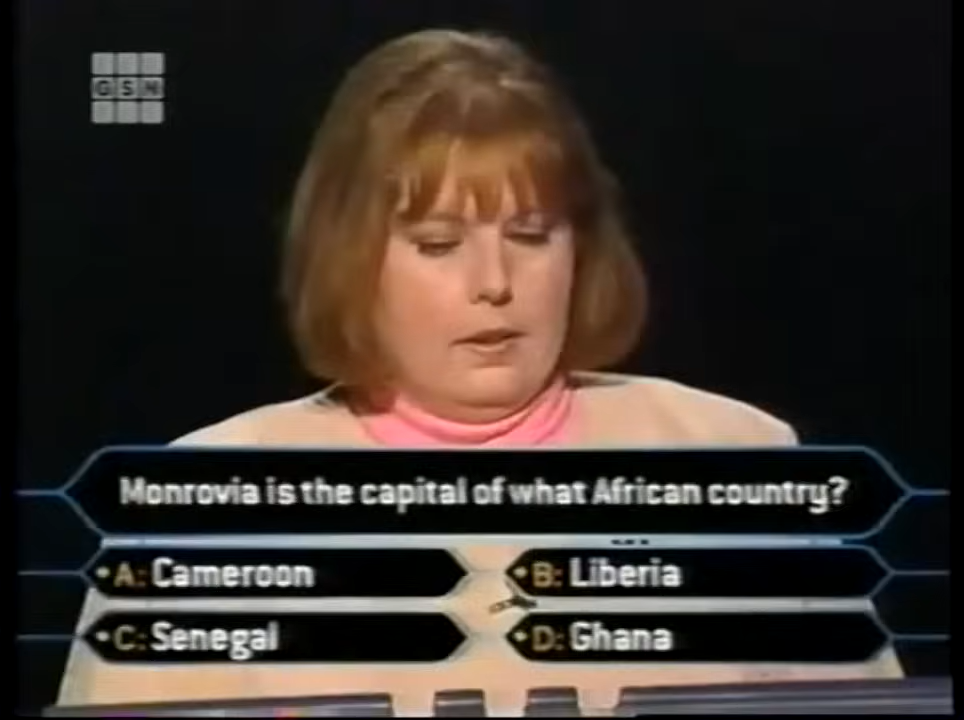 GSN
Monrovia is the capital of what African country?
A: Cameroon
B: Liberia
C: Senegal
D: Ghana